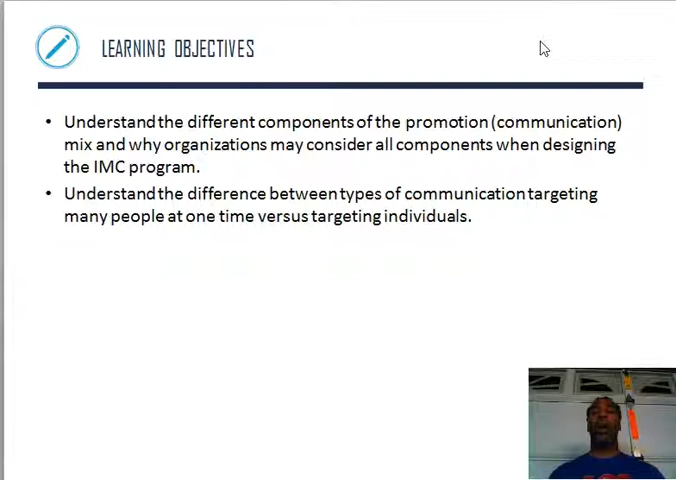 LEARNING OBJECTIVES
• Understand the different components of the promotion (communication)
mix and why organizations may consider all components when designing
the IMC program.
• Understand the difference between types of communication targeting
many people at one time versus targeting individuals.